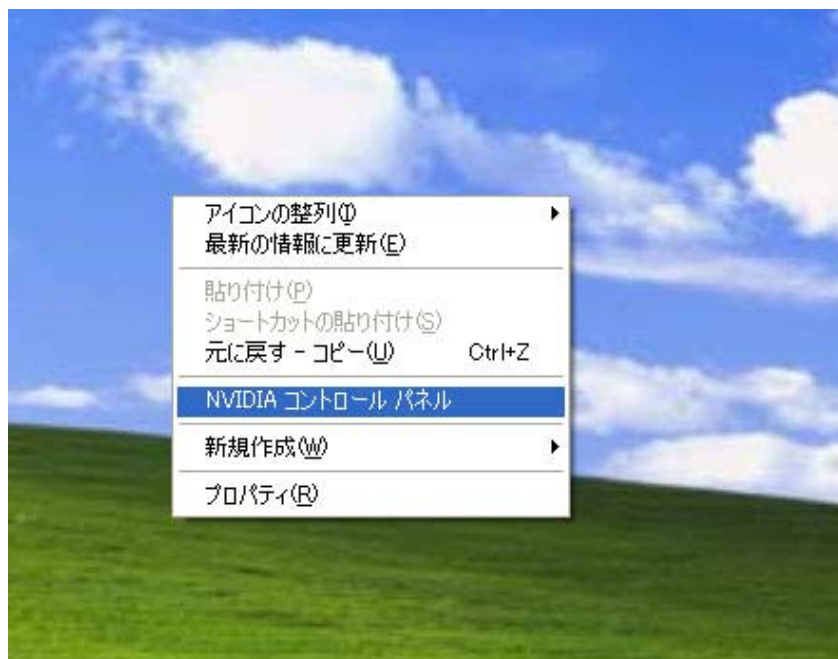 アイコンの整列(I)
最新の情報に更新(E)
貼り付け(P)
ショートカットの貼り付け(S)
元に戻す - コピー(U) Ctrl+Z
NVIDIA コントロール パネル
新規作成(W)
プロパティ(R)